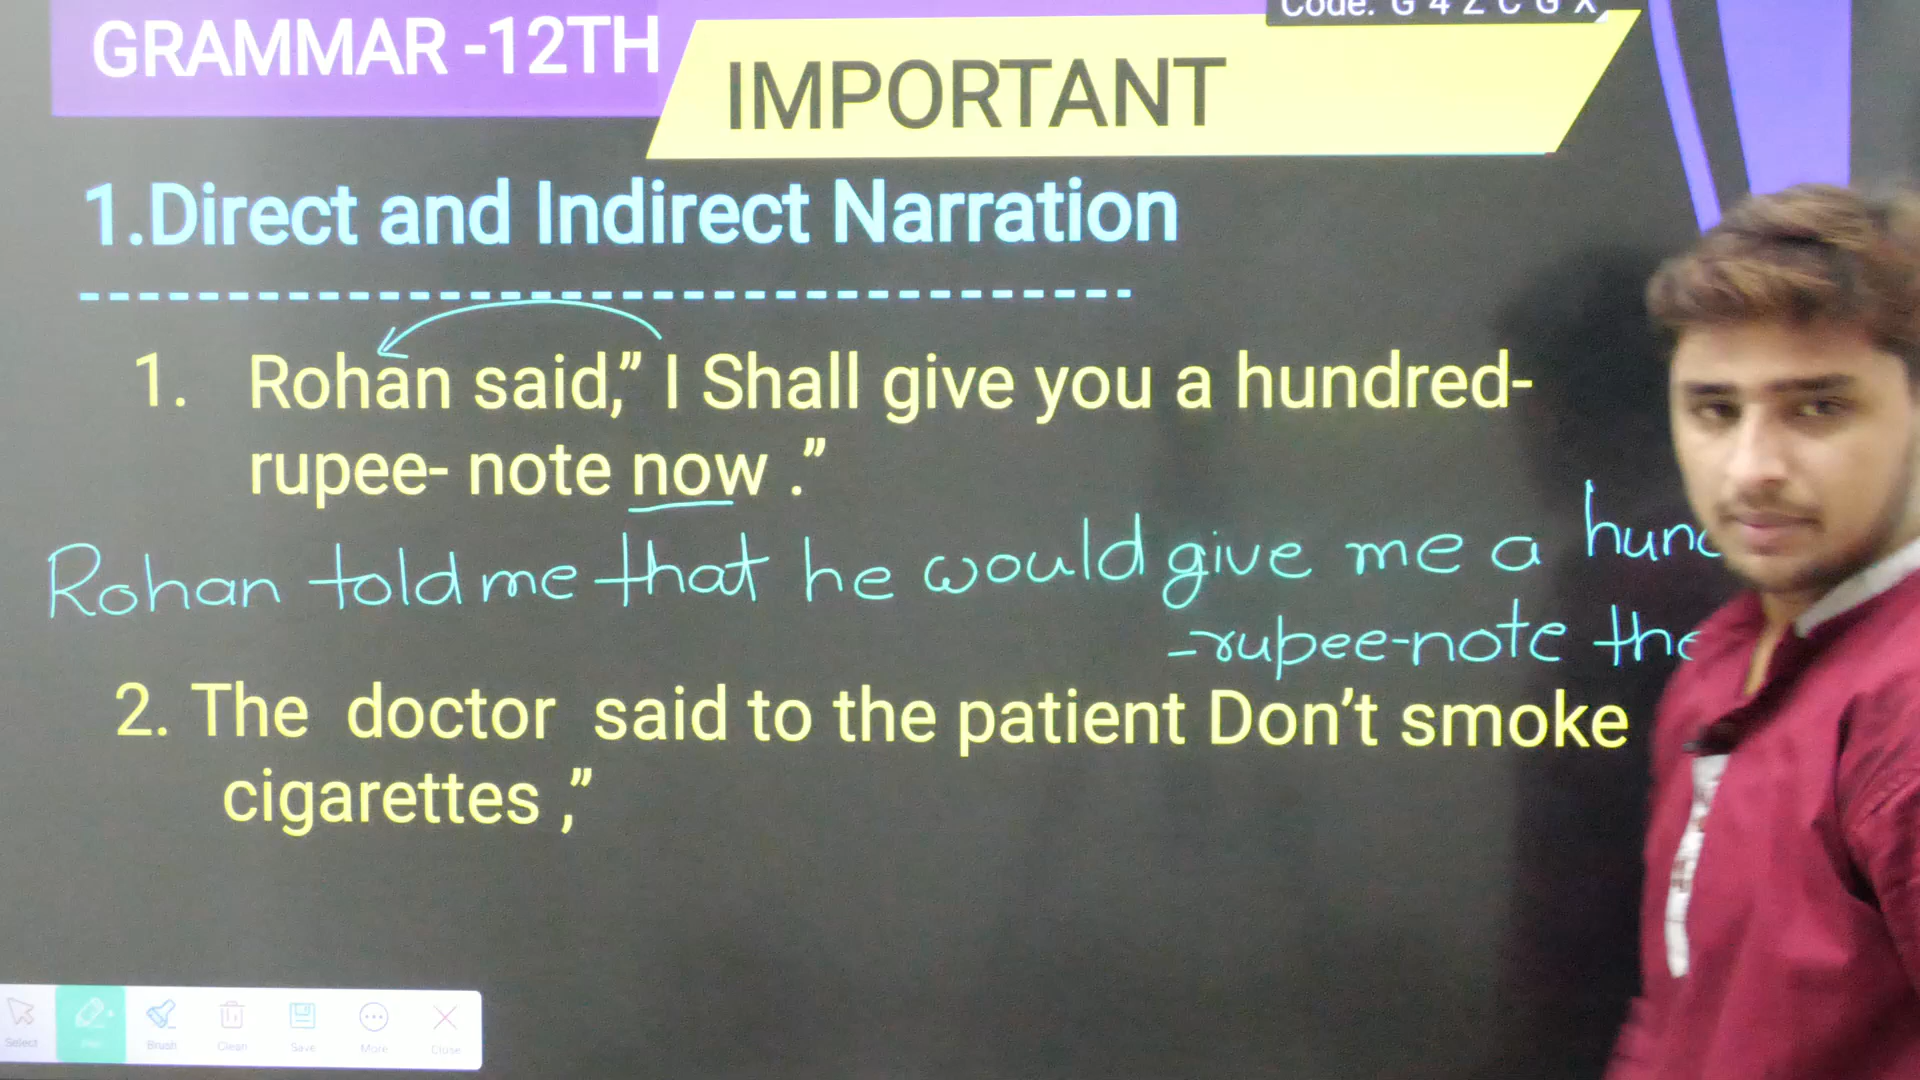 Code: G 4 Z C G X
GRAMMAR -12TH
IMPORTANT
1.Direct and Indirect Narration
1. Rohan said,” I Shall give you a hundred-
rupee- note now .”
Rohan told me that he would give me a
-rupee-note
2. The doctor said to the patient Don’t smoke
cigarettes ,”
Select
Brush
Clean
Save
More
Close